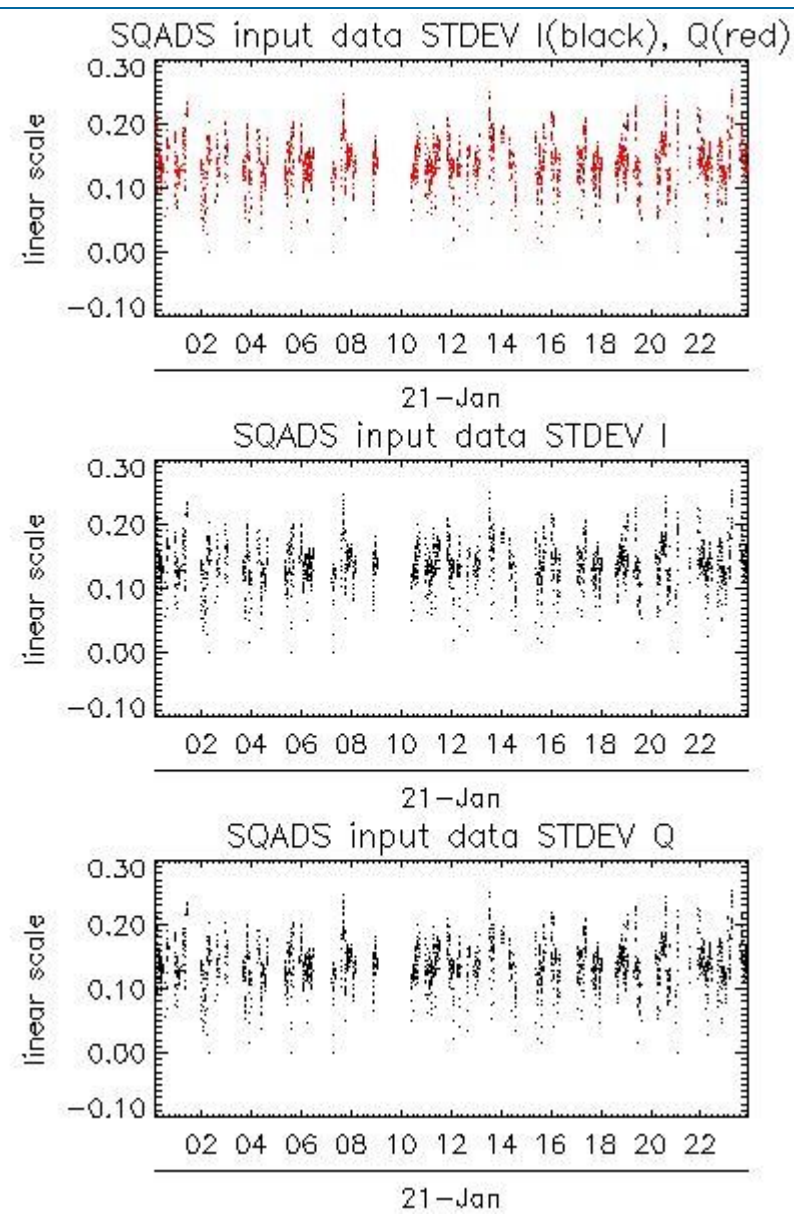 SQADS input data STDEV I(black), Q(red)
0.30
0.20
0.10
0.00
−0.10
linear scale
02 04 06 08 10 12 14 16 18 20 22
21−Jan
SQADS input data STDEV I
0.30
0.20
0.10
0.00
−0.10
linear scale
02 04 06 08 10 12 14 16 18 20 22
21−Jan
SQADS input data STDEV Q
0.30
0.20
0.10
0.00
−0.10
linear scale
02 04 06 08 10 12 14 16 18 20 22
21−Jan